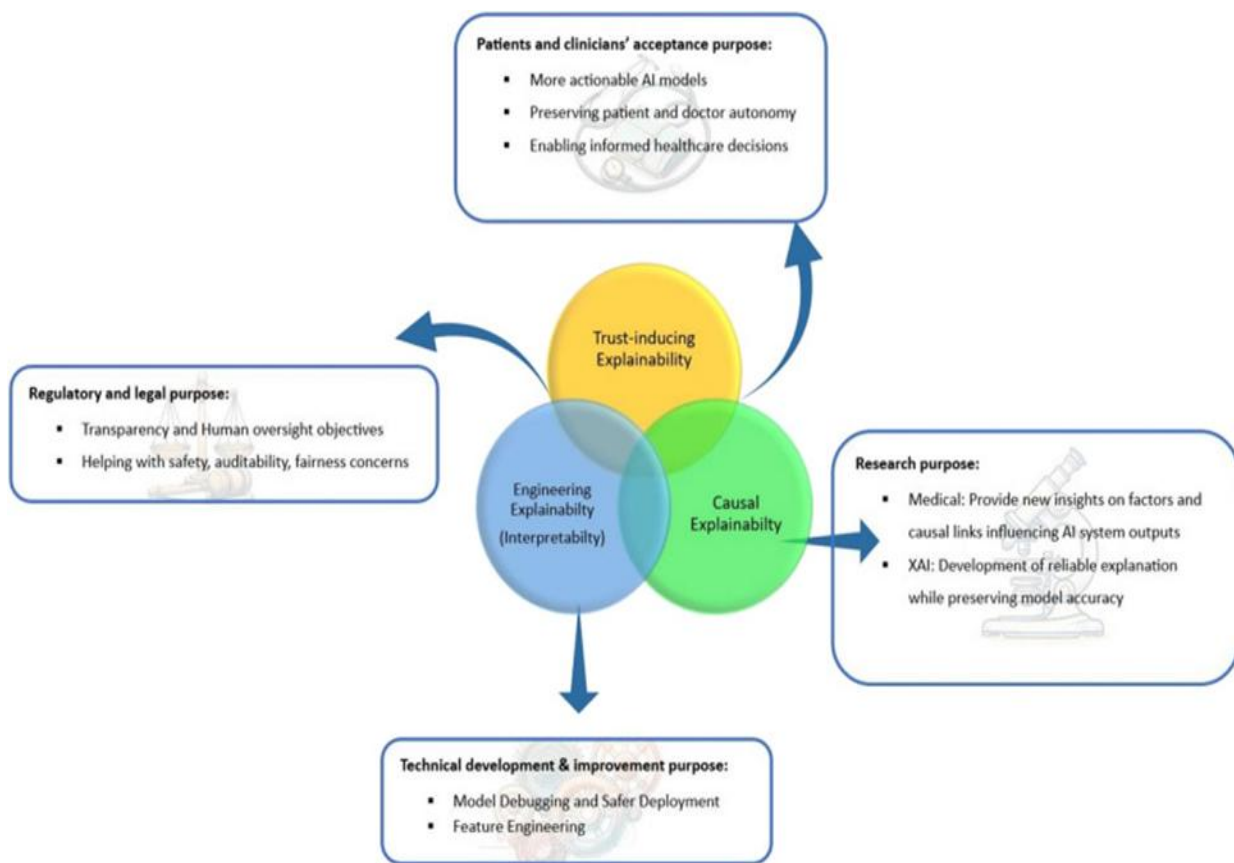 Patients and clinicians' acceptance purpose:
▪ More actionable AI models
▪ Preserving patient and doctor autonomy
▪ Enabling informed healthcare decisions
Trust-inducing
Explainability
Regulatory and legal purpose:
▪ Transparency and Human oversight objectives
▪ Helping with safety, auditability, fairness concerns
Engineering
Explainabilty
(Interpretabilty)
Causal
Explainabilty
Research purpose:
▪ Medical: Provide new insights on factors and
causal links influencing AI system outputs
▪ XAI: Development of reliable explanation
while preserving model accuracy
Technical development & improvement purpose:
▪ Model Debugging and Safer Deployment
▪ Feature Engineering